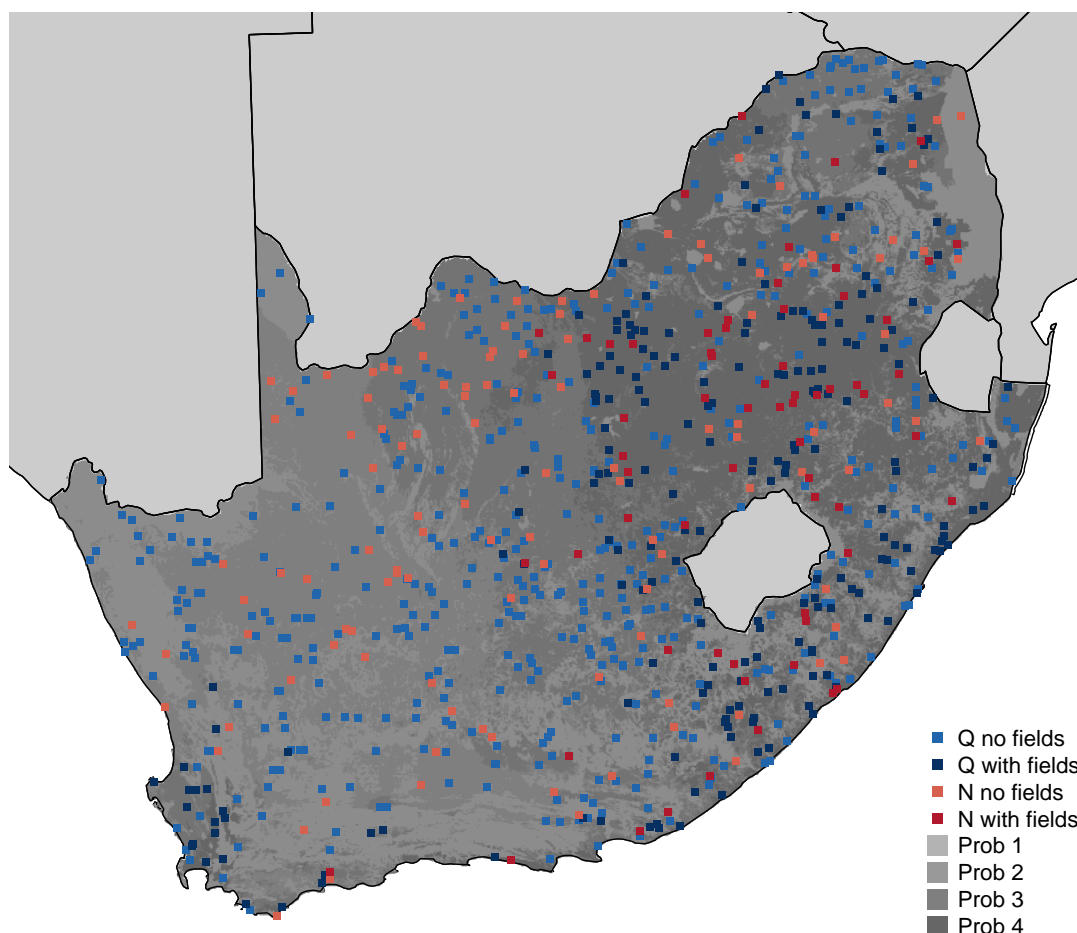 Q no fields
Q with fields
N no fields
N with fields
Prob 1
Prob 2
Prob 3
Prob 4